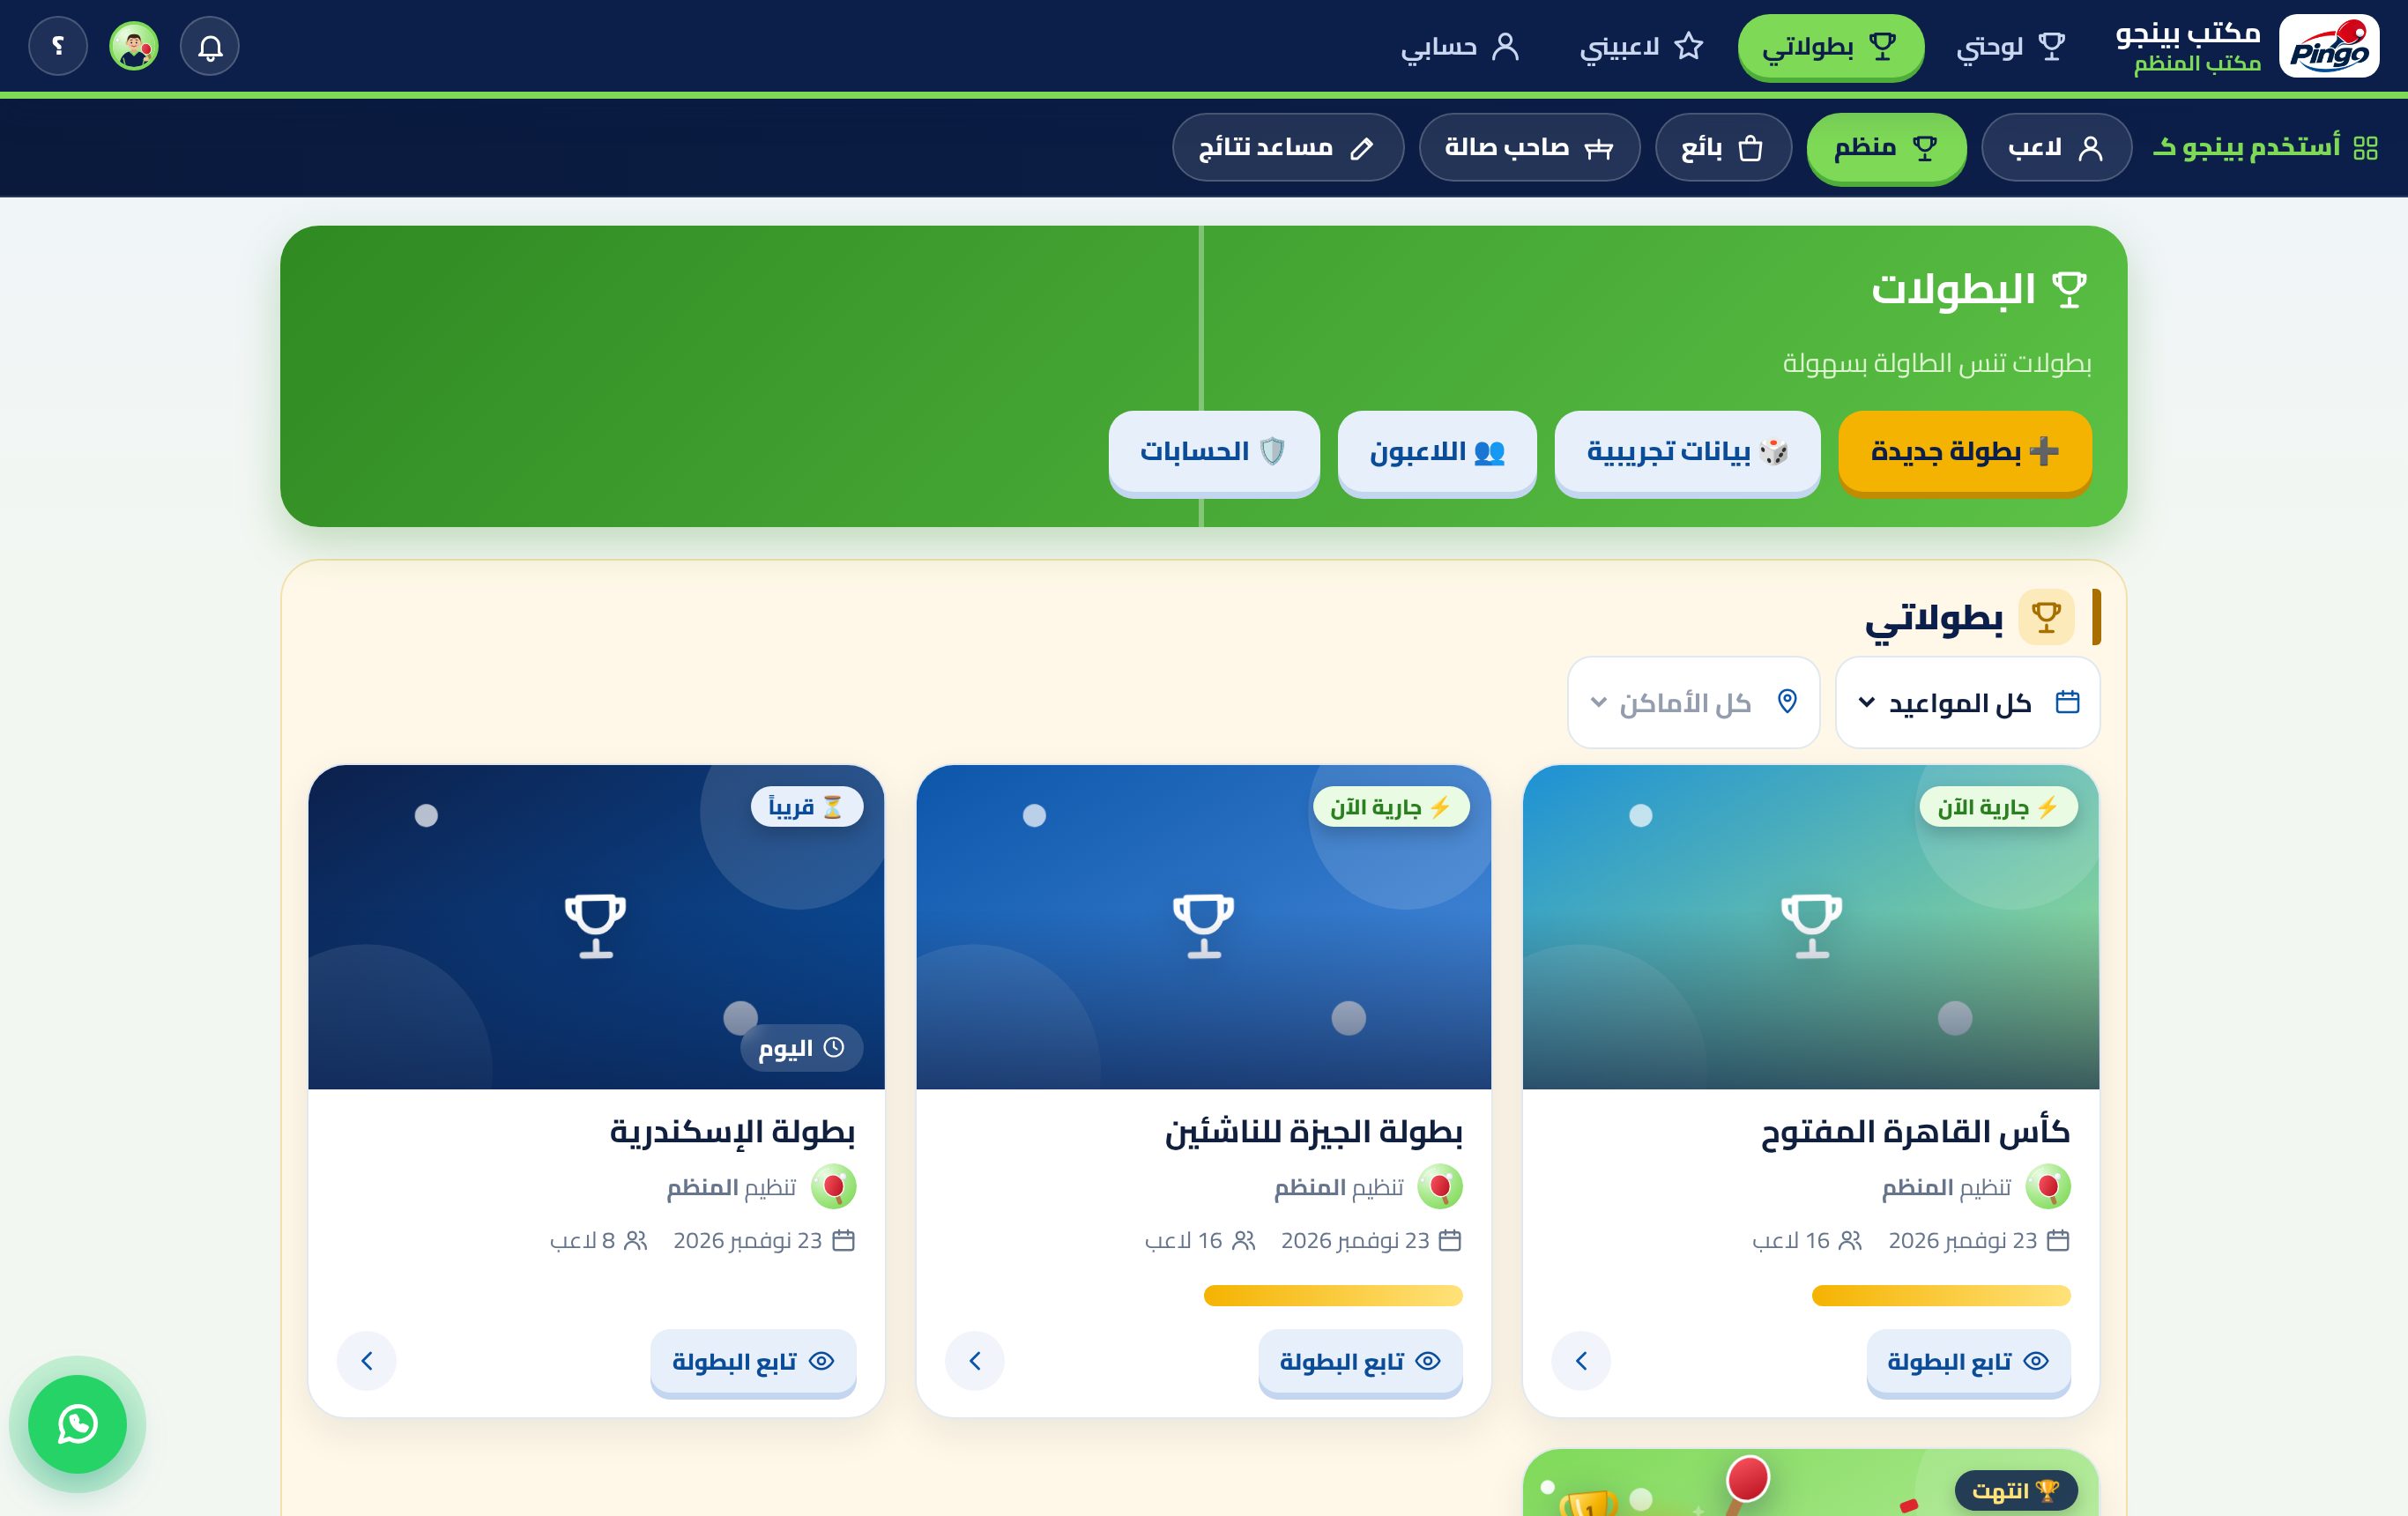 Pingo
مكتب بينجو
مكتب المنظم
لوحتي
بطولاتي
لاعبيني
حسابي
؟
أستخدم بينجو كـ
لاعب
منظم
بائع
صاحب صالة
مساعد نتائج
البطولات
بطولات تنس الطاولة بسهولة
➕ بطولة جديدة
🎲 بيانات تجريبية
👥 اللاعبون
🛡️ الحسابات
بطولاتي
كل المواعيد
كل الأماكن
⚡ جارية الآن
كأس القاهرة المفتوح
تنظيم المنظم
23 نوفمبر 2026
16 لاعب
تابع البطولة
⚡ جارية الآن
بطولة الجيزة للناشئين
تنظيم المنظم
23 نوفمبر 2026
16 لاعب
تابع البطولة
⏳ قريباً
اليوم
بطولة الإسكندرية
تنظيم المنظم
23 نوفمبر 2026
8 لاعب
تابع البطولة
🏆 انتهت
1